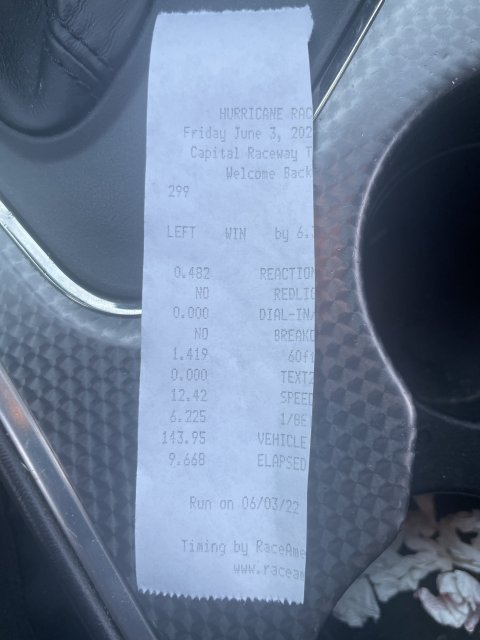 HURRICANE RAC
Friday June 3, 202
Capital Raceway T
Welcome Back
299
LEFT WIN by 6.
0.482 REACTION
NO REDLIG
0.000 DIAL-IN/
NO BREAKO
1.419 60ft
0.000 TEXT2
12.42 SPEED
6.225 1/8E
143.95 VEHICLE
9.668 ELAPSED
Run on 06/03/22
Timing by RaceAme
www.raceam